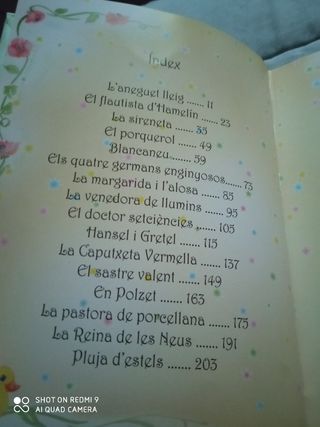 Índex
L'aneguet lleig ...... 11
El flautista d'Hamelín ...... 23
La sireneta ...... 35
El porquerol ...... 49
Blancaneu ...... 59
Els quatre germans enginyosos...... 73
La margarida i l'alosa ...... 85
La venedora de llumins ...... 95
El doctor setciències ...... 105
Hansel i Gretel ...... 115
La Caputxeta Vermella ...... 137
El sastre valent ...... 149
En Polzet ...... 163
La pastora de porcellana ...... 175
La Reina de les Neus ...... 191
Pluja d'estels ....... 203
SHOT ON REDMI 9
AI QUAD CAMERA